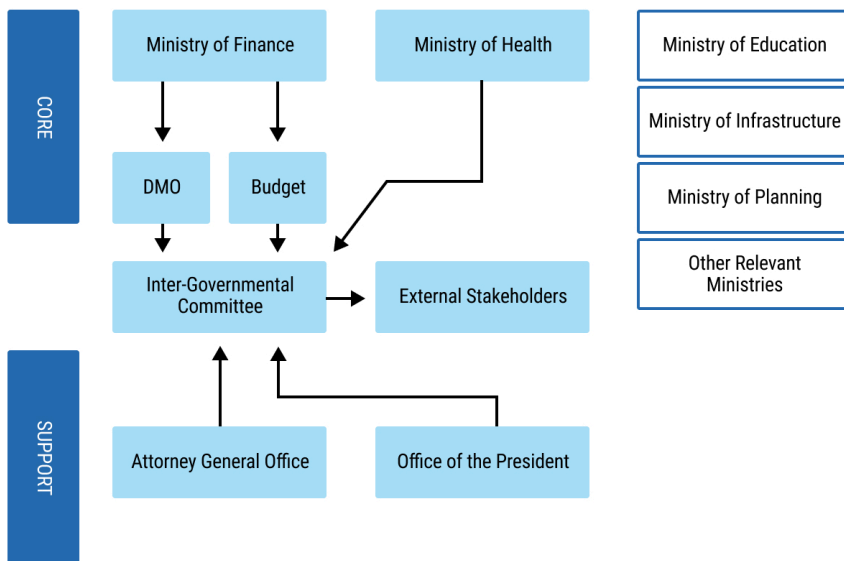 CORE
Ministry of Finance
Ministry of Health
DMO
Budget
Inter-Governmental
Committee
External Stakeholders
SUPPORT
Attorney General Office
Office of the President
Ministry of Education
Ministry of Infrastructure
Ministry of Planning
Other Relevant
Ministries